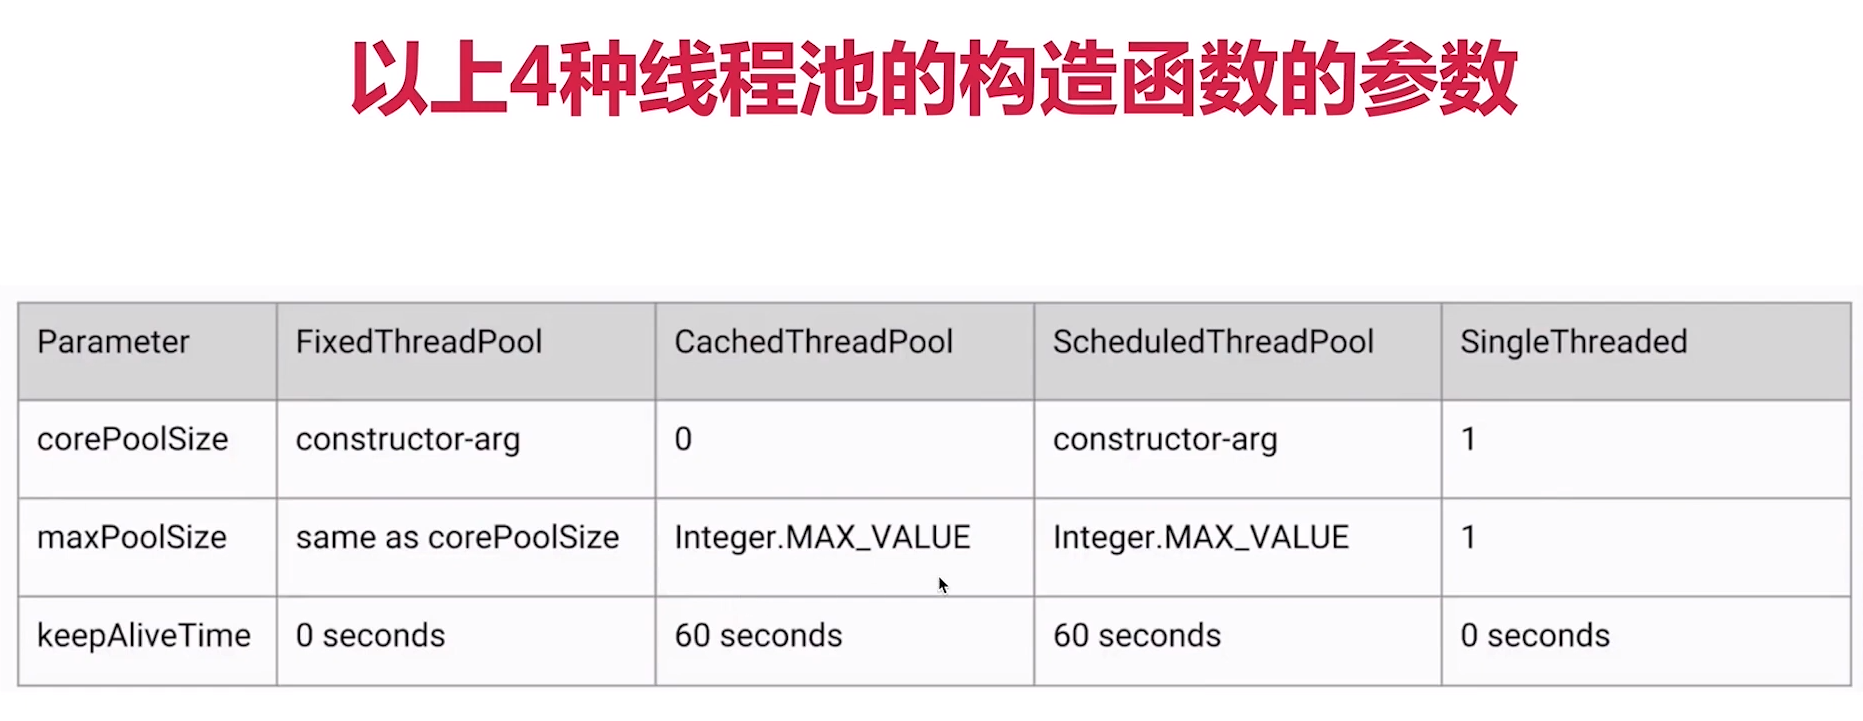 以上4种线程池的构造函数的参数
Parameter FixedThreadPool CachedThreadPool ScheduledThreadPool SingleThreaded
corePoolSize constructor-arg 0 constructor-arg 1
maxPoolSize same as corePoolSize Integer.MAX_VALUE Integer.MAX_VALUE 1
keepAliveTime 0 seconds 60 seconds 60 seconds 0 seconds